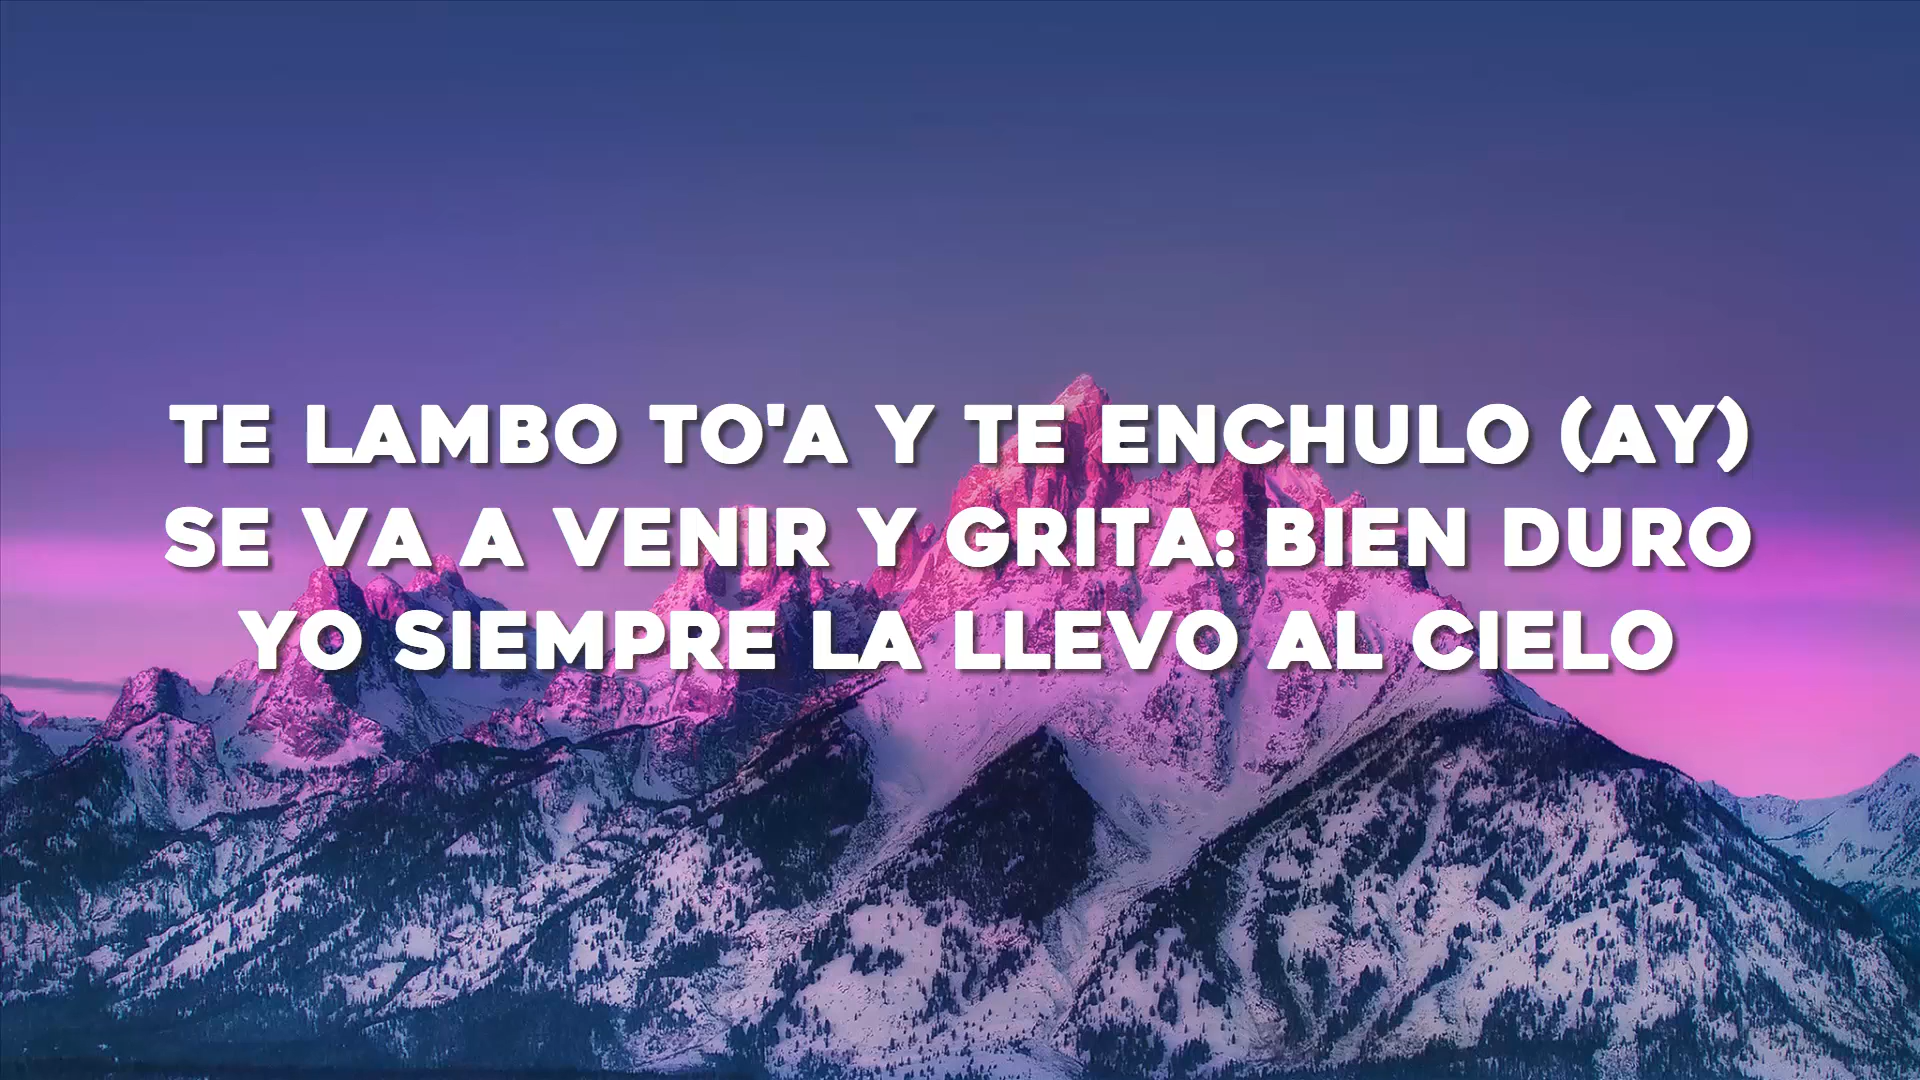 TE LAMBO TO'A Y TE ENCHULO (AY)
SE VA A VENIR Y GRITA: BIEN DURO
YO SIEMPRE LA LLEVO AL CIELO